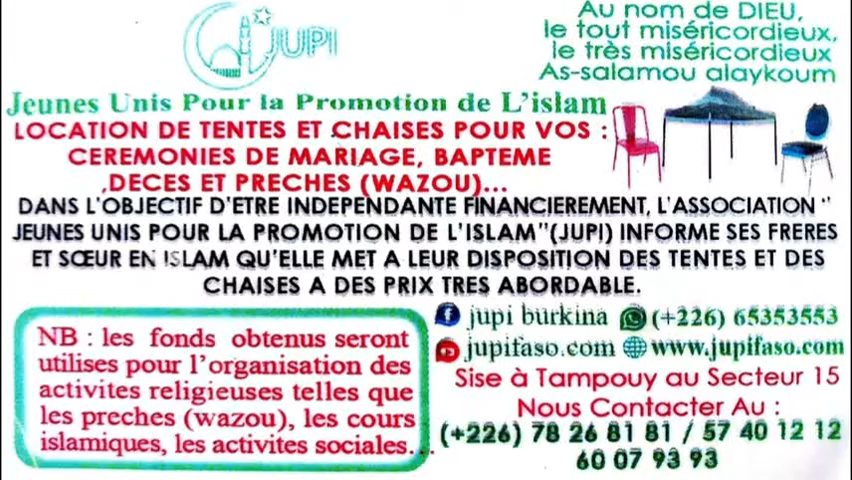 JUPI
Au nom de DIEU,
le tout miséricordieux,
le très miséricordieux
As-salamou alaykoum
Jeunes Unis Pour la Promotion de L'islam
LOCATION DE TENTES ET CHAISES POUR VOS :
CEREMONIES DE MARIAGE, BAPTEME
,DECES ET PRECHES (WAZOU)...
DANS L'OBJECTIF D'ETRE INDEPENDANTE FINANCIEREMENT, L'ASSOCIATION "
JEUNES UNIS POUR LA PROMOTION DE L'ISLAM"(JUPI) INFORME SES FRERES
ET SŒUR EN ISLAM QU'ELLE MET A LEUR DISPOSITION DES TENTES ET DES
CHAISES A DES PRIX TRES ABORDABLE.
NB : les fonds obtenus seront
utilises pour l'organisation des
activites religieuses telles que
les preches (wazou), les cours
islamiques, les activites sociales...
jupi burkina (+226) 65353553
jupifaso.com www.jupifaso.com
Sise à Tampouy au Secteur 15
Nous Contacter Au :
(+226) 78 26 81 81 / 57 40 12 12
60 07 93 93